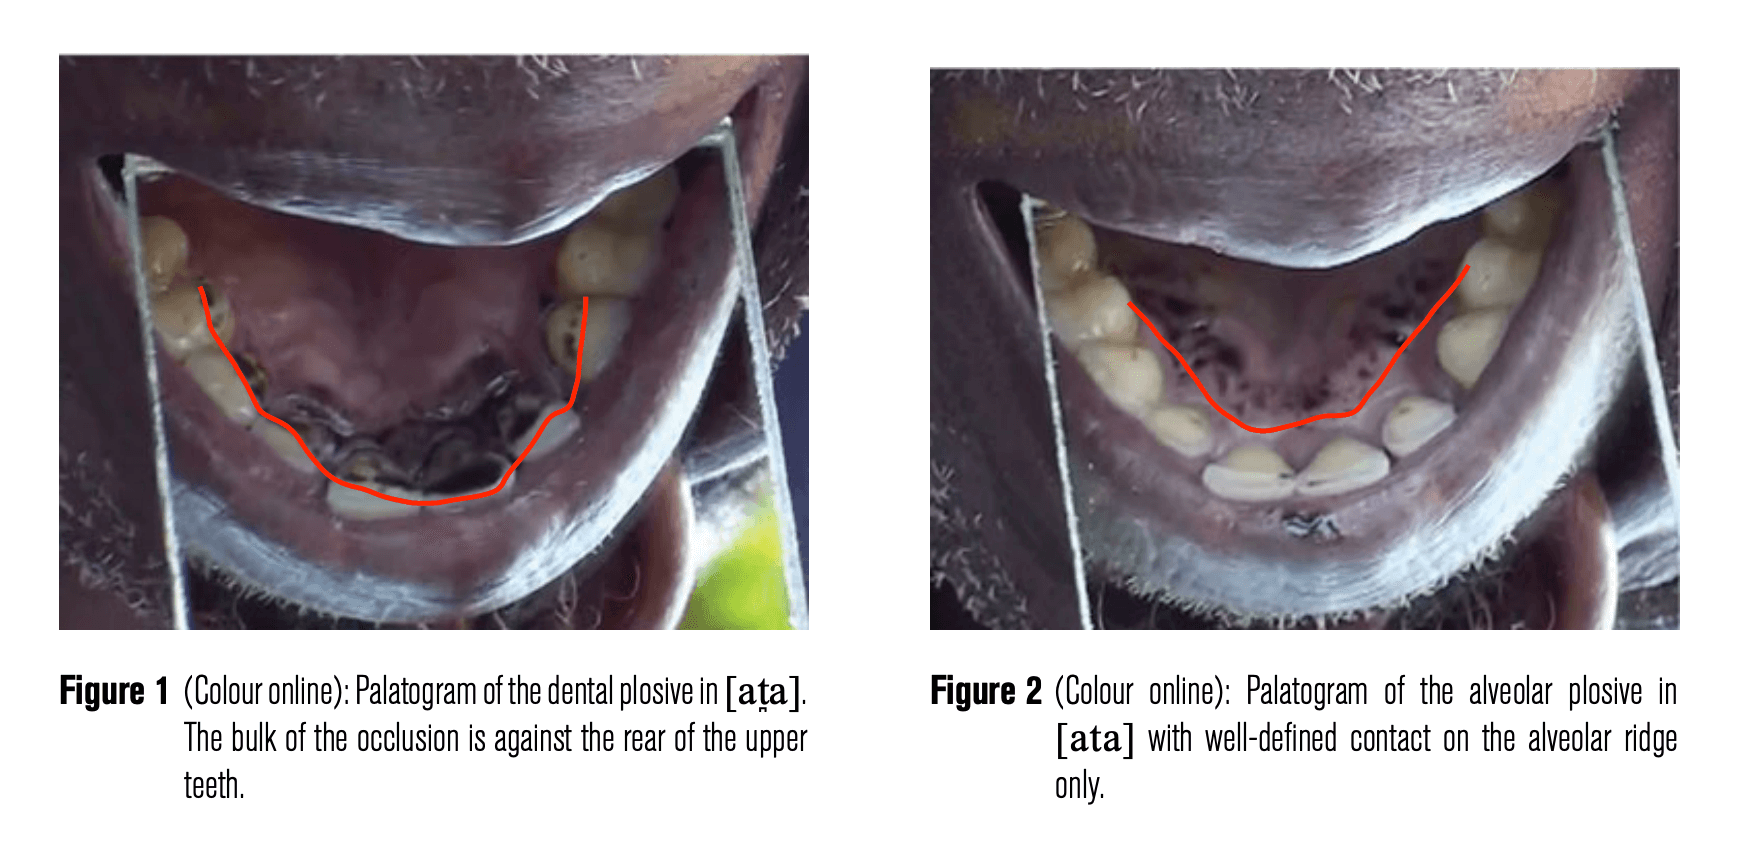 Figure 1 (Colour online): Palatogram of the dental plosive in [at̪a].
The bulk of the occlusion is against the rear of the upper
teeth.
Figure 2 (Colour online): Palatogram of the alveolar plosive in
[ata] with well-defined contact on the alveolar ridge
only.